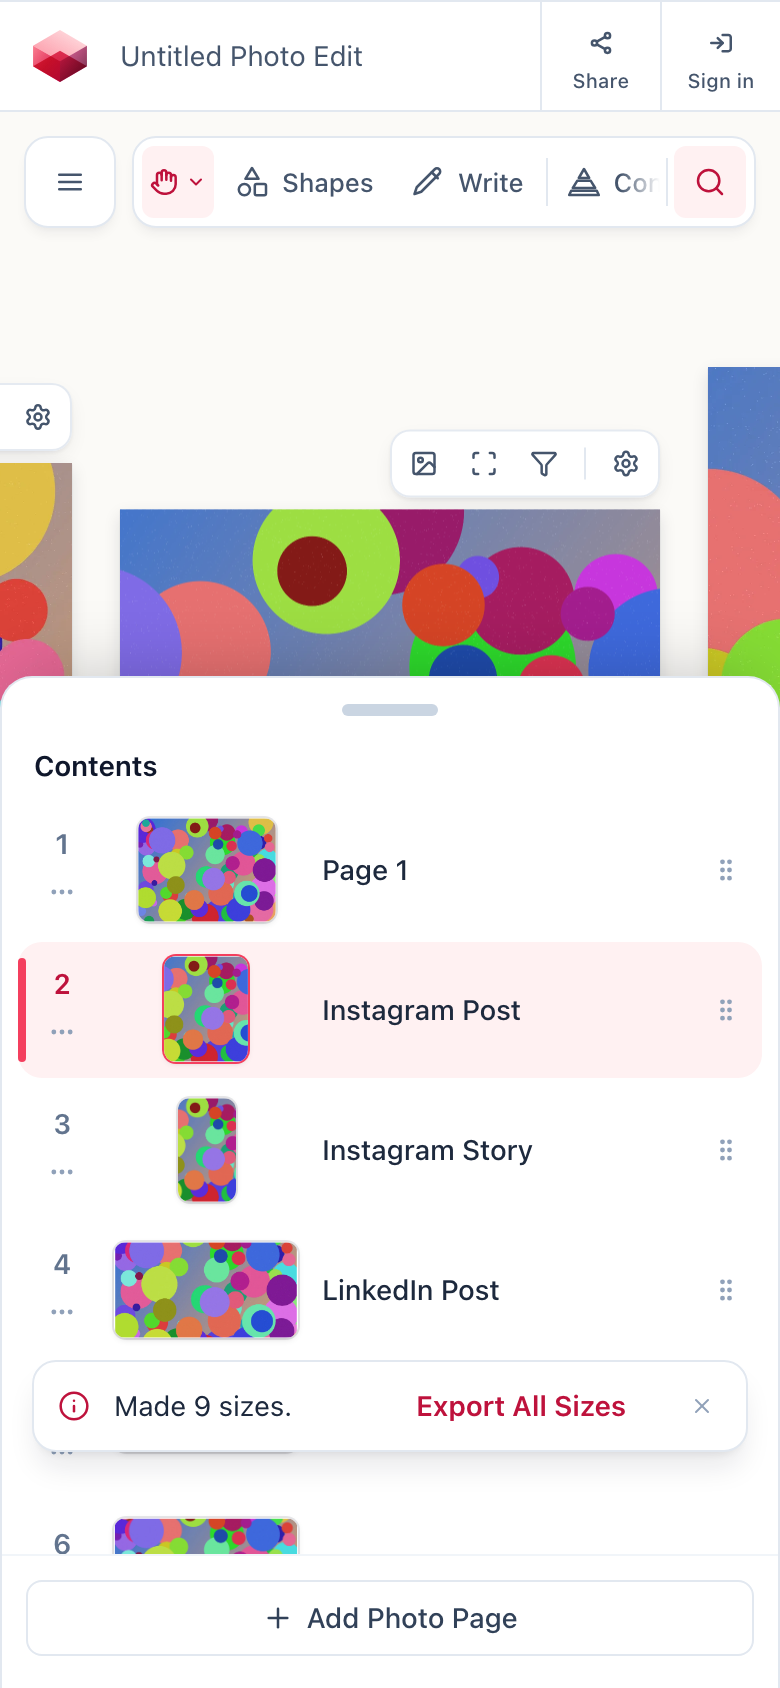 Untitled Photo Edit
Share
Sign in
Shapes
Write
Contents
1
Page 1
2
Instagram Post
3
Instagram Story
4
LinkedIn Post
Made 9 sizes.
Export All Sizes
6
Add Photo Page